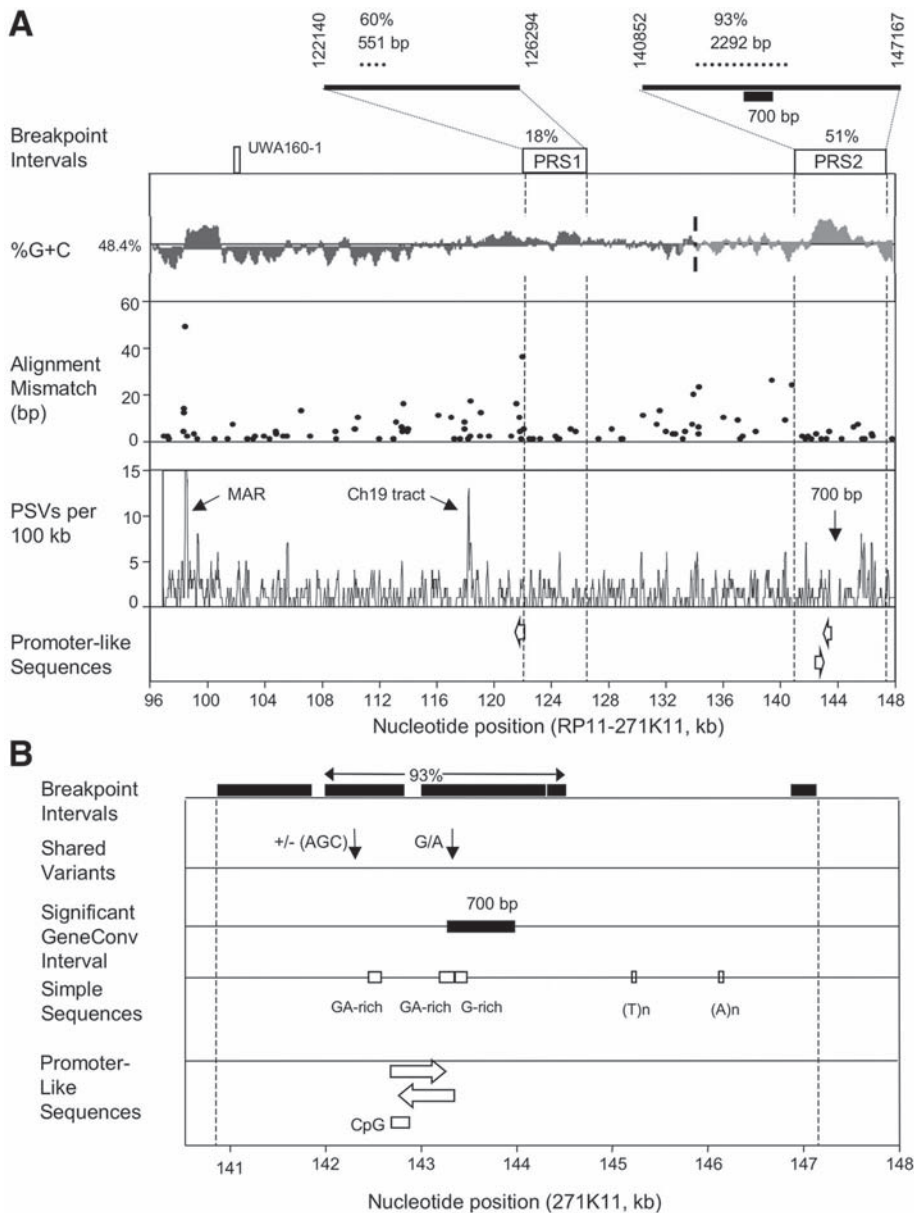 A
122140
60%
551 bp
126294
140852
93%
2292 bp
147167
700 bp
Breakpoint
Intervals
UWA160-1
18%
PRS1
51%
PRS2
%G+C
48.4%
60
40
20
0
Alignment
Mismatch
(bp)
15
10
5
0
PSVs per
100 kb
MAR
Ch19 tract
700 bp
Promoter-like
Sequences
96 100 104 108 112 116 120 124 128 132 136 140 144 148
Nucleotide position (RP11-271K11, kb)
B
Breakpoint
Intervals
93%
Shared
Variants
+/- (AGC)
G/A
Significant
GeneConv
Interval
700 bp
Simple
Sequences
GA-rich
GA-rich
G-rich
(T)n
(A)n
Promoter-
Like
Sequences
CpG
141 142 143 144 145 146 147 148
Nucleotide position (271K11, kb)